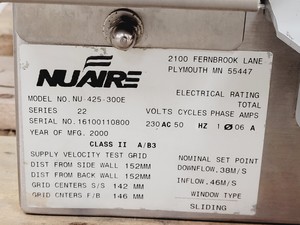 NUAIRE
2100 FERNBROOK LANE
PLYMOUTH MN 55447
MODEL NO. NU-425-300E
SERIES 22
SERIAL NO. 16100110800
YEAR OF MFG. 2000
ELECTRICAL RATING
TOTAL
VOLTS CYCLES PHASE AMPS
230 AC 50 HZ 1 Ø 06 A
CLASS II A/B3
SUPPLY VELOCITY TEST GRID
DIST FROM SIDE WALL 152MM
DIST FROM BACK WALL 152MM
GRID CENTERS S/S 142 MM
GRID CNTERS F/B 146 MM
NOMINAL SET POINT
DOWNFLOW, .38M/S
INFLOW, .46M/S
WINDOW TYPE
SLIDING